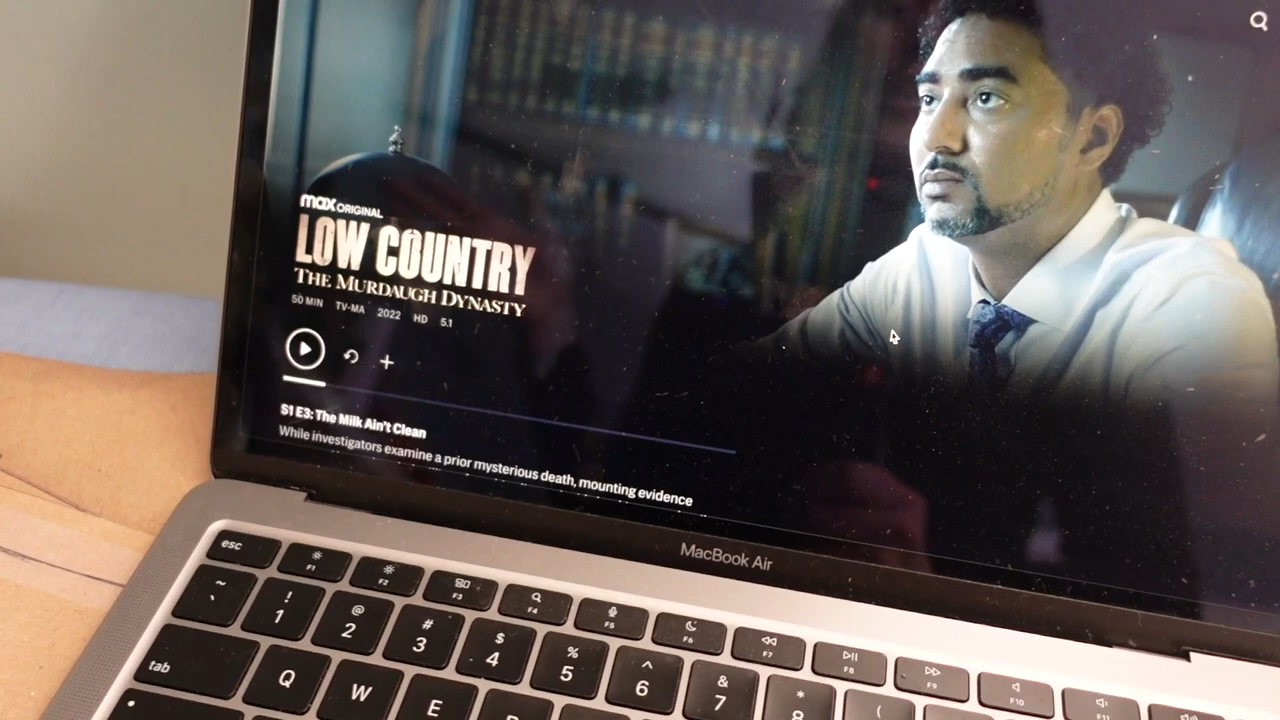 max ORIGINAL
LOW COUNTRY
THE MURDAUGH DYNASTY
50 MIN TV-MA 2022 HD 5.1
S1 E3: The Milk Ain't Clean
While investigators examine a prior mysterious death, mounting evidence
MacBook Air
esc F1 F2 F3 F4 F5 F6 F7 F8 F9 F10 F11
~ ` ! 1 @ 2 # 3 $ 4 % 5 ^ 6 & 7 * 8 (
tab Q W E